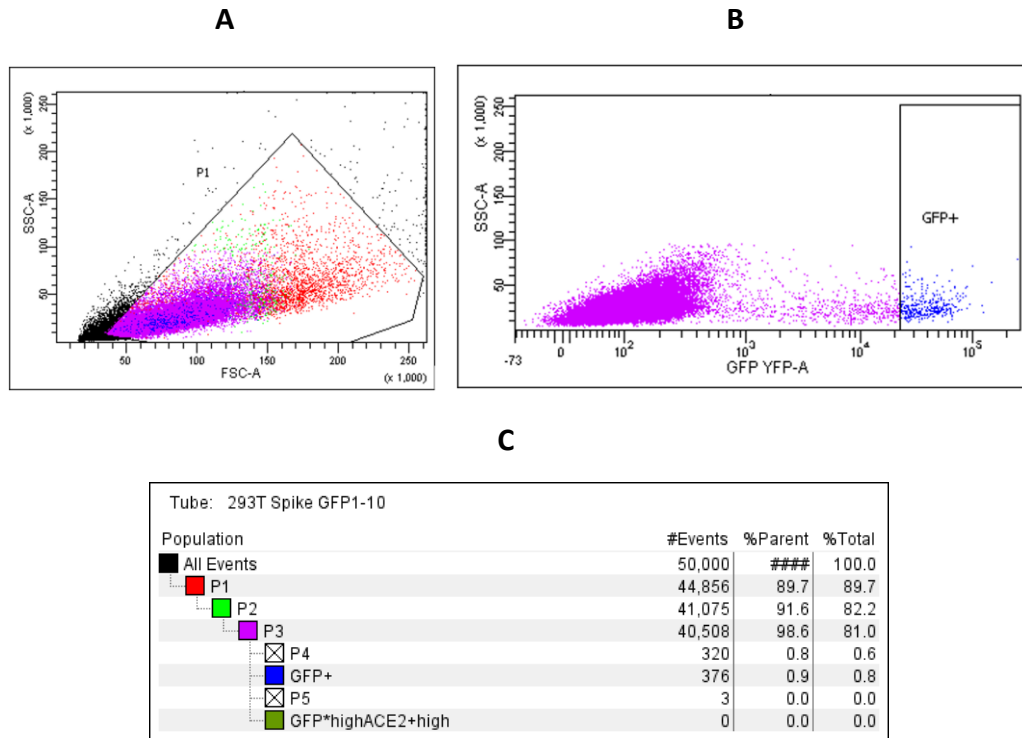 A
B
(x 1,000)
250
200
150
100
50
SSC-A
P1
50 100 150 200 250
FSC-A
(x 1,000)
(x 1,000)
250
200
150
100
50
SSC-A
GFP+
-73 0 10² 10³ 10⁴ 10⁵
GFP YFP-A
C
Tube: 293T Spike GFP1-10
Population #Events %Parent %Total
All Events 50,000 #### 100.0
P1 44,856 89.7 89.7
P2 41,075 91.6 82.2
P3 40,508 98.6 81.0
P4 320 0.8 0.6
GFP+ 376 0.9 0.8
P5 3 0.0 0.0
GFP*highACE2+high 0 0.0 0.0